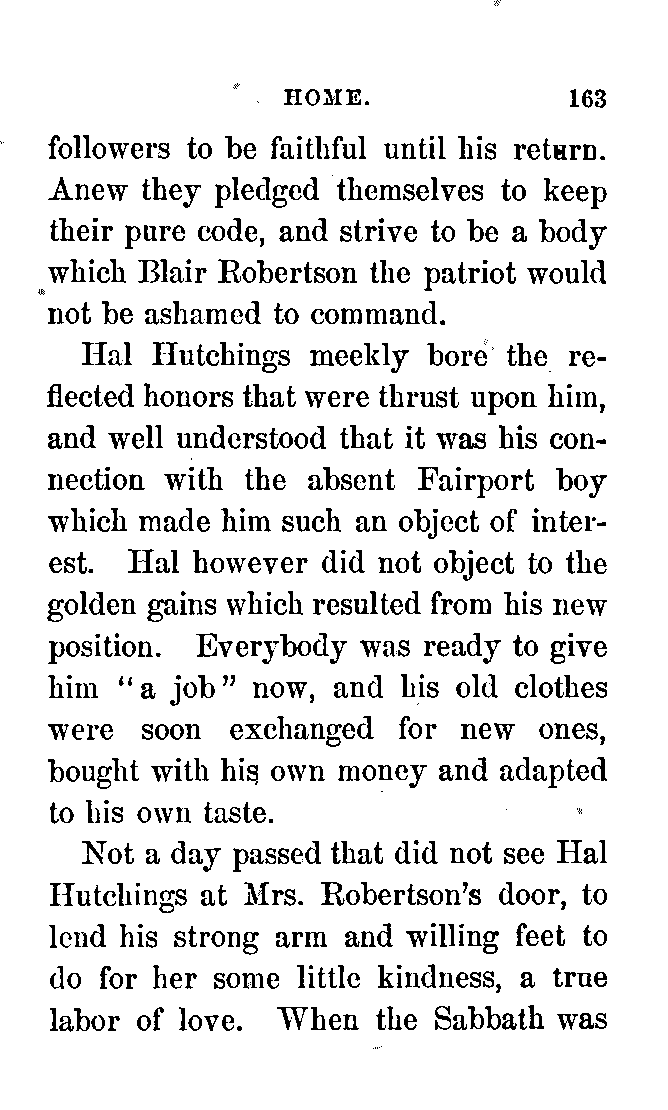 HOME. 163
followers to be faithful until his return.
Anew they pledged themselves to keep
their pure code, and strive to be a body
which Blair Robertson the patriot would
not be ashamed to command.
Hal Hutchings meekly bore the re-
flected honors that were thrust upon him,
and well understood that it was his con-
nection with the absent Fairport boy
which made him such an object of inter-
est. Hal however did not object to the
golden gains which resulted from his new
position. Everybody was ready to give
him "a job" now, and his old clothes
were soon exchanged for new ones,
bought with his own money and adapted
to his own taste.
Not a day passed that did not see Hal
Hutchings at Mrs. Robertson's door, to
lend his strong arm and willing feet to
do for her some little kindness, a true
labor of love. When the Sabbath was